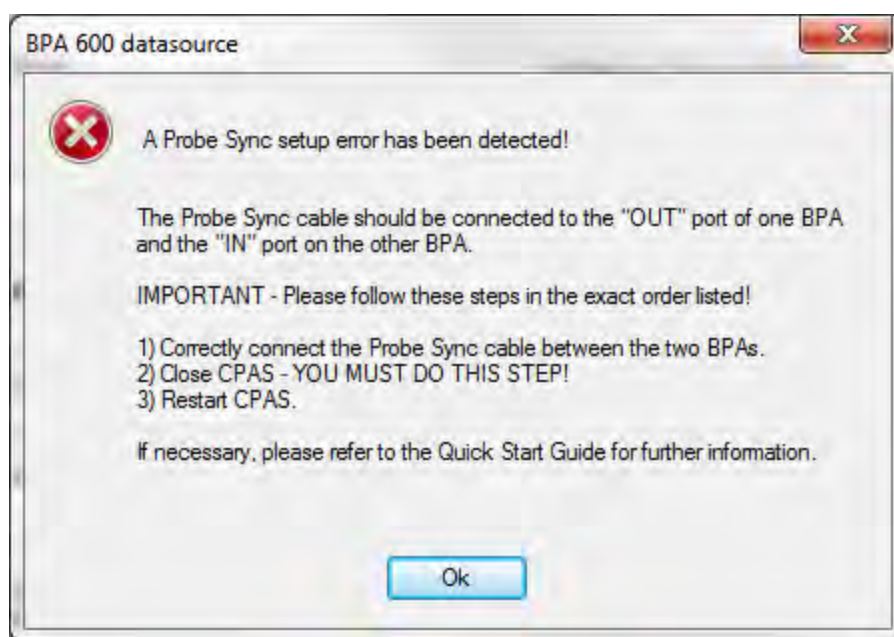 BPA 600 datasource
A Probe Sync setup error has been detected!
The Probe Sync cable should be connected to the "OUT" port of one BPA
and the "IN" port on the other BPA.
IMPORTANT - Please follow these steps in the exact order listed!
1) Correctly connect the Probe Sync cable between the two BPAs.
2) Close CPAS - YOU MUST DO THIS STEP!
3) Restart CPAS.
If necessary, please refer to the Quick Start Guide for further information.
Ok